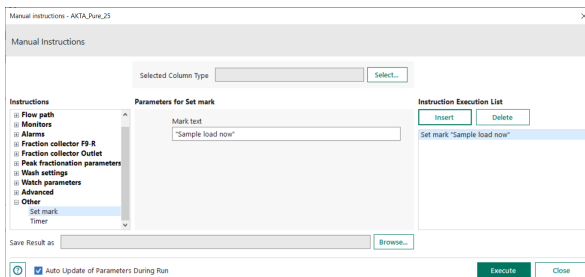 Manual instructions - AKTA_Pure_25
Manual Instructions
Selected Column Type
Select...
Instructions
Flow path
Monitors
Alarms
Fraction collector F9-R
Fraction collector Outlet
Peak fractionation parameters
Wash settings
Watch parameters
Advanced
Other
Set mark
Timer
Parameters for Set mark
Mark text
"Sample load now"
Instruction Execution List
Insert
Delete
Set mark "Sample load now"
Save Result as
Browse...
Auto Update of Parameters During Run
Execute
Close